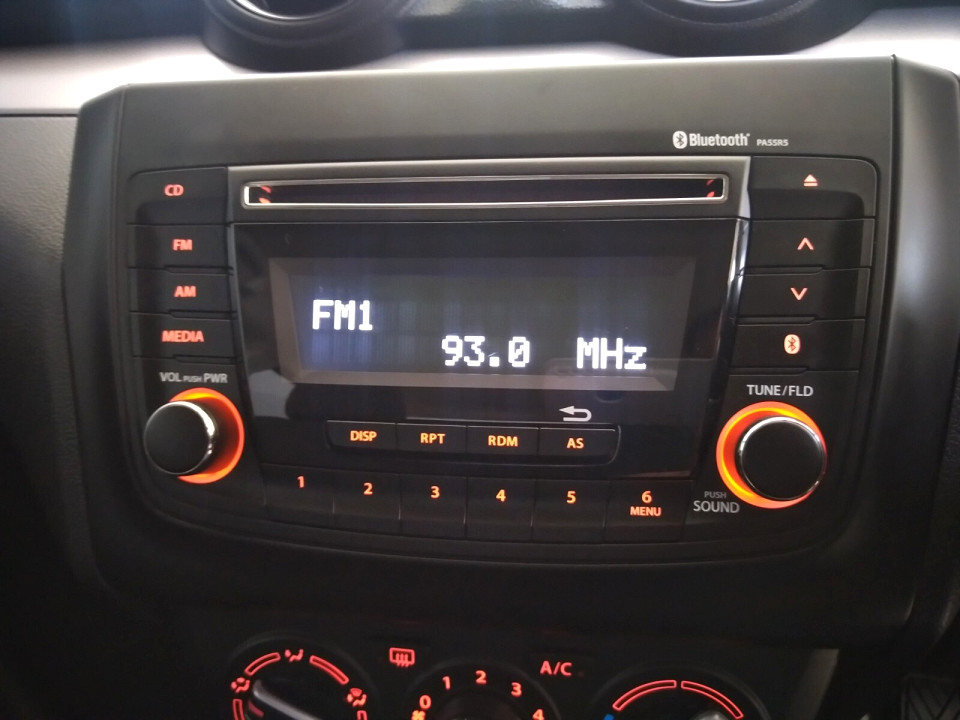 Bluetooth PA55R5
CD
FM
AM
MEDIA
FM1
93.0 MHz
VOL PUSH PWR
TUNE/FLD
DISP RPT RDM AS
1 2 3 4 5 6
MENU
PUSH
SOUND
A/C
0 1 2 3 4